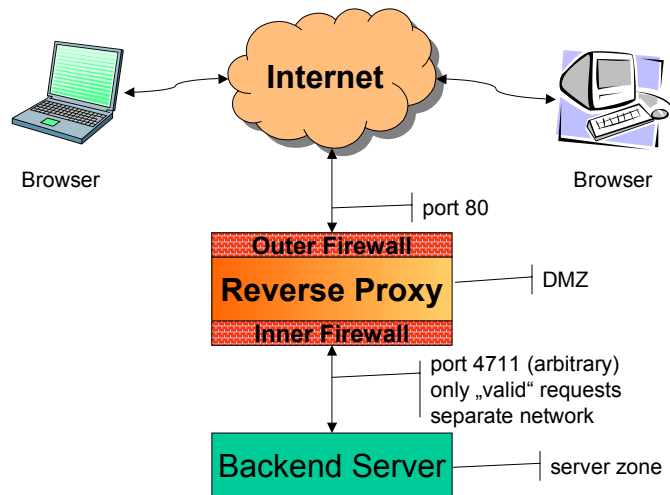 Internet
Browser
Browser
port 80
Outer Firewall
Reverse Proxy
DMZ
Inner Firewall
port 4711 (arbitrary)
only „valid“ requests
separate network
Backend Server
server zone